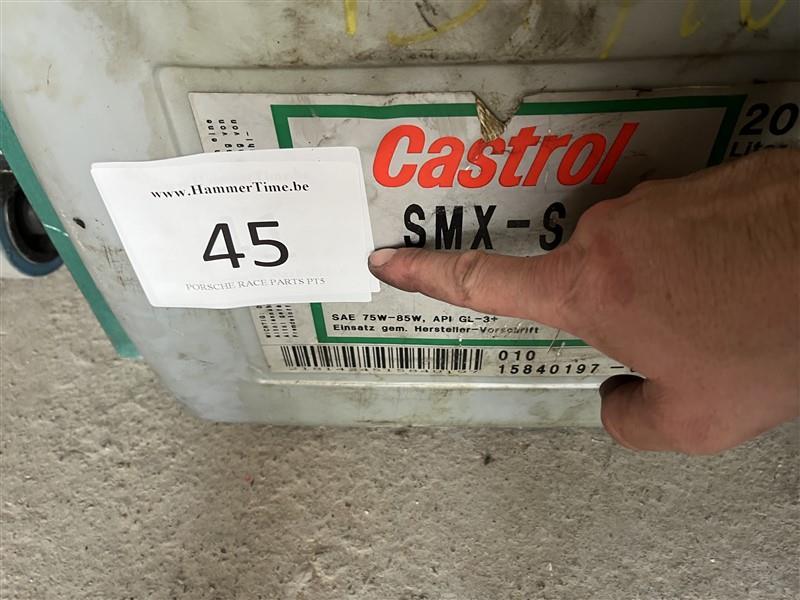 20
Liter
Castrol
www.HammerTime.be
SMX-S
45
PORSCHE RACE PARTS PT5
SAE 75W-85W, API GL-3+
Einsatz gem. Hersteller-Vorschrift
010
15840197-